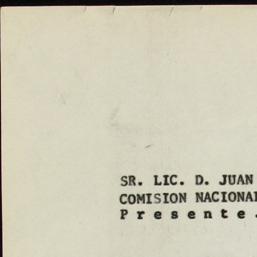 SR. LIC. D. JUAN
COMISION NACIONAL
Presente.